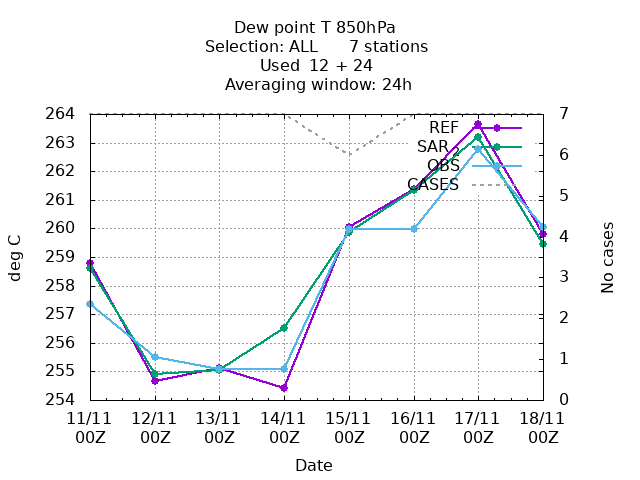 Dew point T 850hPa
Selection: ALL      7 stations
Used  12 + 24
Averaging window: 24h
264
263
262
261
260
259
258
257
256
255
254
deg C
7
6
5
4
3
2
1
0
No cases
REF
SAR
OBS
CASES
11/11 12/11 13/11 14/11 15/11 16/11 17/11 18/11
00Z 00Z 00Z 00Z 00Z 00Z 00Z 00Z
Date